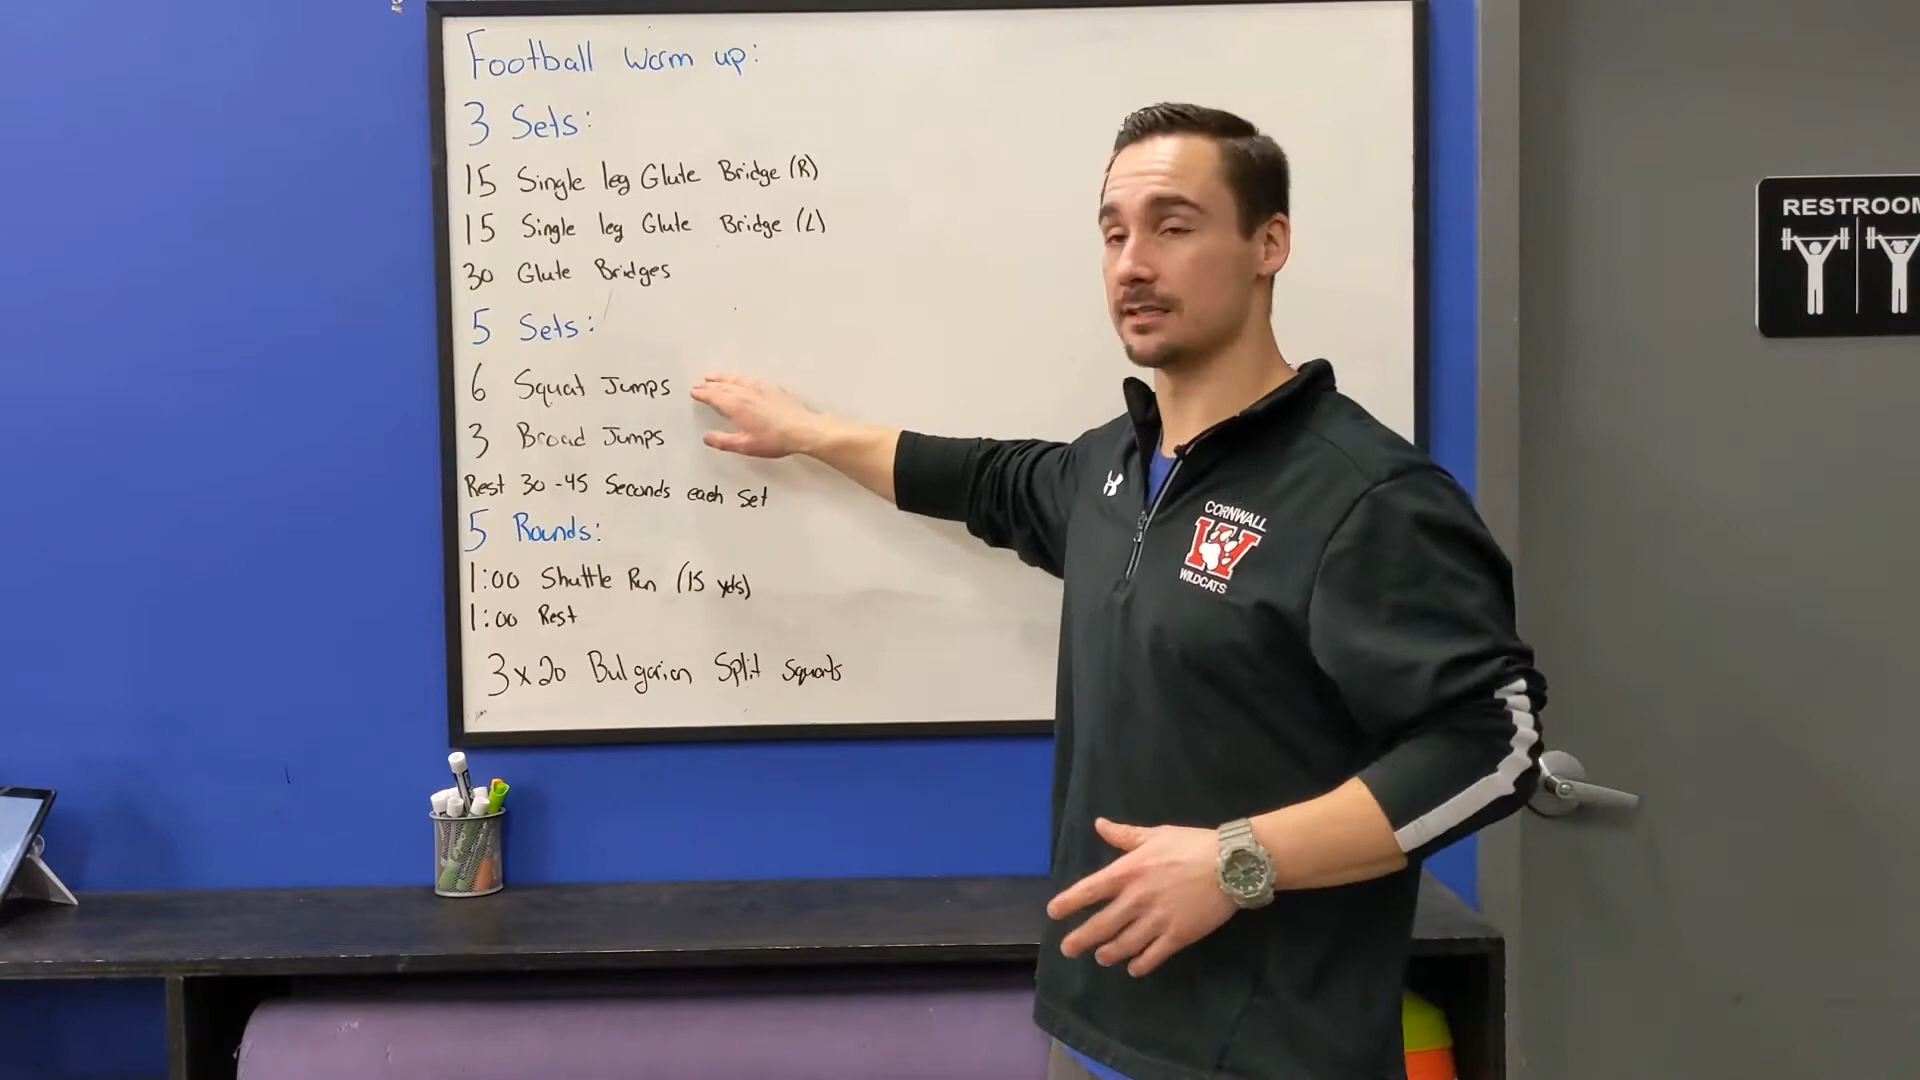 Football warm up:
3 Sets:
15 Single leg Glute Bridge (R)
15 Single leg Glute Bridge (L)
30 Glute Bridges
5 Sets:
6 Squat Jumps
3 Broad Jumps
Rest 30-45 Seconds each Set
5 Rounds:
1:00 Shuttle Run (15 yds)
1:00 Rest
3x20 Bulgarian Split Squats
CORNWALL
W
WILDCATS
RESTROOM